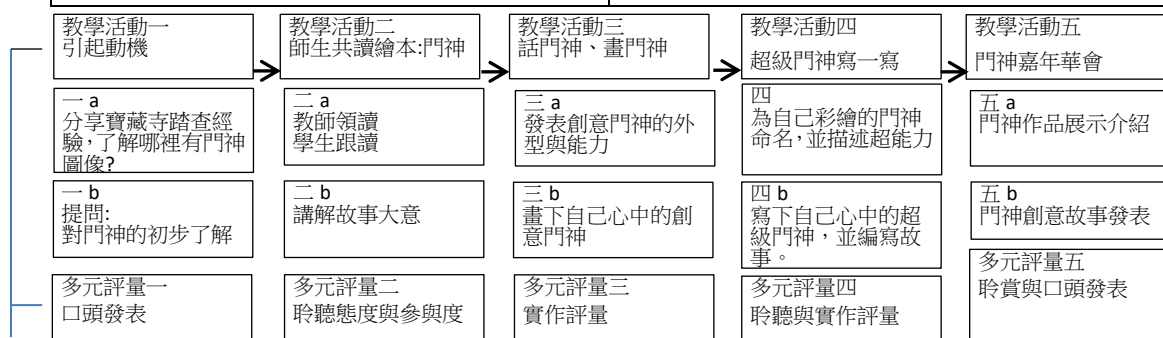 教學活動一
引起動機
教學活動二
師生共讀繪本:門神
教學活動三
話門神、畫門神
教學活動四
超級門神寫一寫
教學活動五
門神嘉年華會
一 a
分享寶藏寺踏查經
驗，了解哪裡有門神
圖像?
二 a
教師領讀
學生跟讀
三 a
發表創意門神的外
型與能力
四
為自己彩繪的門神
命名，並描述超能力
五 a
門神作品展示介紹
一 b
提問:
對門神的初步了解
二 b
講解故事大意
三 b
畫下自己心中的創
意門神
四 b
寫下自己心中的超
級門神，並編寫故
事。
五 b
門神創意故事發表
多元評量一
口頭發表
多元評量二
聆聽態度與參與度
多元評量三
實作評量
多元評量四
聆聽與實作評量
多元評量五
聆賞與口頭發表